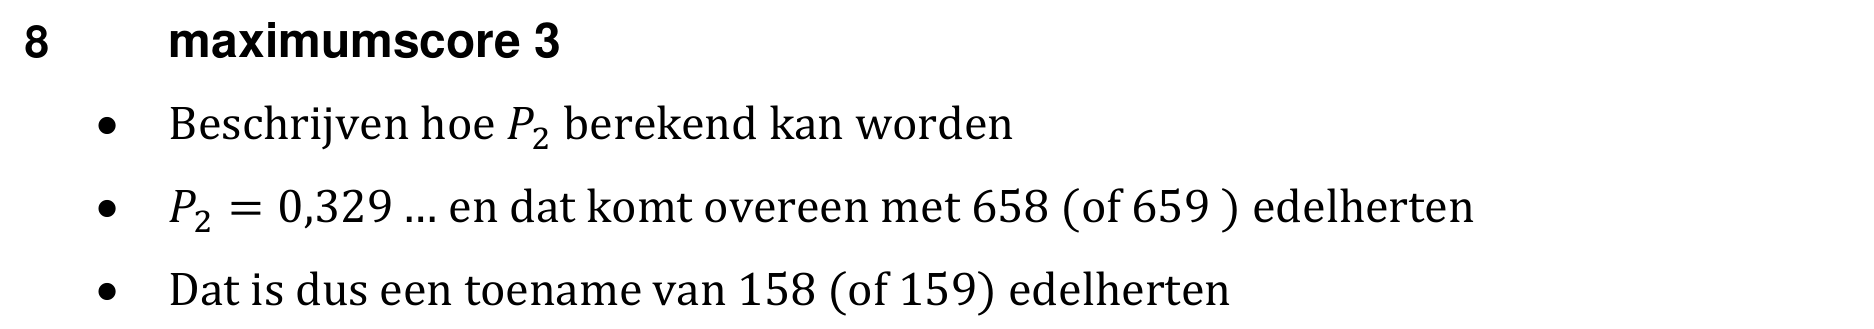 8 maximumscore 3
• Beschrijven hoe P₂ berekend kan worden
• P₂ = 0,329 ... en dat komt overeen met 658 (of 659 ) edelherten
• Dat is dus een toename van 158 (of 159) edelherten